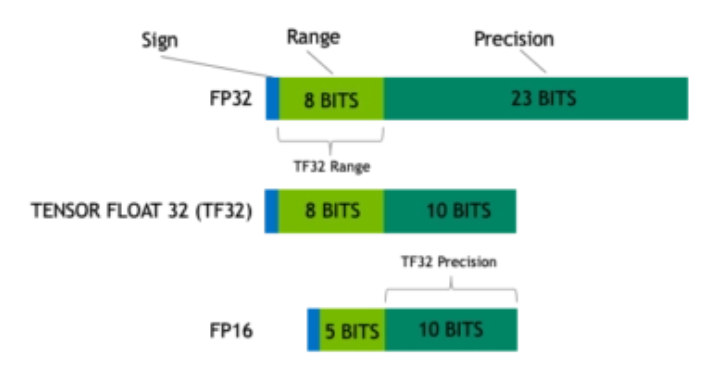 Sign Range Precision
FP32 8 BITS 23 BITS
TF32 Range
TENSOR FLOAT 32 (TF32) 8 BITS 10 BITS
TF32 Precision
FP16 5 BITS 10 BITS